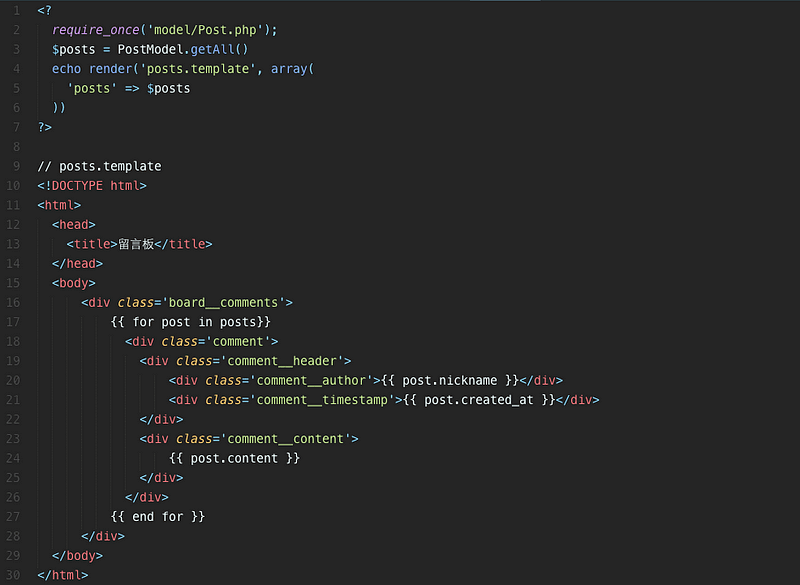 1 <?
2   require_once('model/Post.php');
3   $posts = PostModel.getAll()
4   echo render('posts.template', array(
5     'posts' => $posts
6   ))
7 ?>
8
9 // posts.template
10 <!DOCTYPE html>
11 <html>
12   <head>
13     <title>留言板</title>
14   </head>
15   <body>
16       <div class='board__comments'>
17           {{ for post in posts}}
18             <div class='comment'>
19               <div class='comment__header'>
20                   <div class='comment__author'>{{ post.nickname }}</div>
21                   <div class='comment__timestamp'>{{ post.created_at }}</div>
22               </div>
23               <div class='comment__content'>
24                   {{ post.content }}
25               </div>
26             </div>
27           {{ end for }}
28       </div>
29   </body>
30 </html>